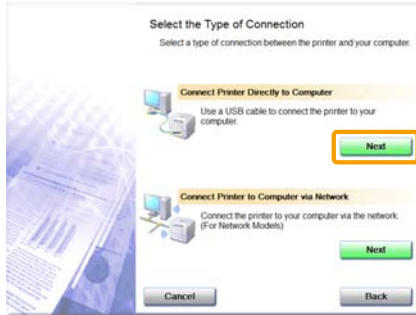 Select the Type of Connection
Select a type of connection between the printer and your computer.
Connect Printer Directly to Computer
Use a USB cable to connect the printer to your
computer.
Next
Connect Printer to Computer via Network
Connect the printer to your computer via the network.
(For Network Models)
Next
Cancel
Back